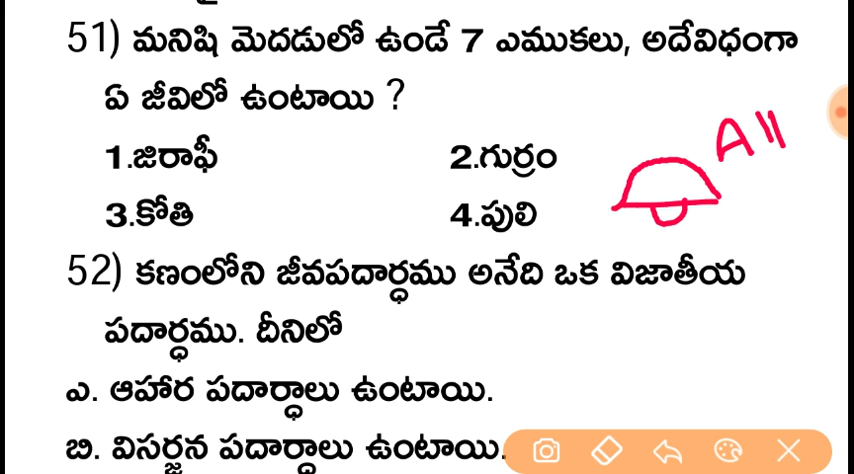 51) మనిషి మెదడులో ఉండే 7 ఎముకలు, అదేవిధంగా
ఏ జీవిలో ఉంటాయి ?
1.జిరాఫీ 2.గుర్రం
All
3.కోతి 4.పులి
52) కణంలోని జీవపదార్ధము అనేది ఒక విజాతీయ
పదార్ధము. దీనిలో
ఎ. ఆహార పదార్ధాలు ఉంటాయి.
బి. విసర్జన పదార్ధాలు ఉంటాయి.